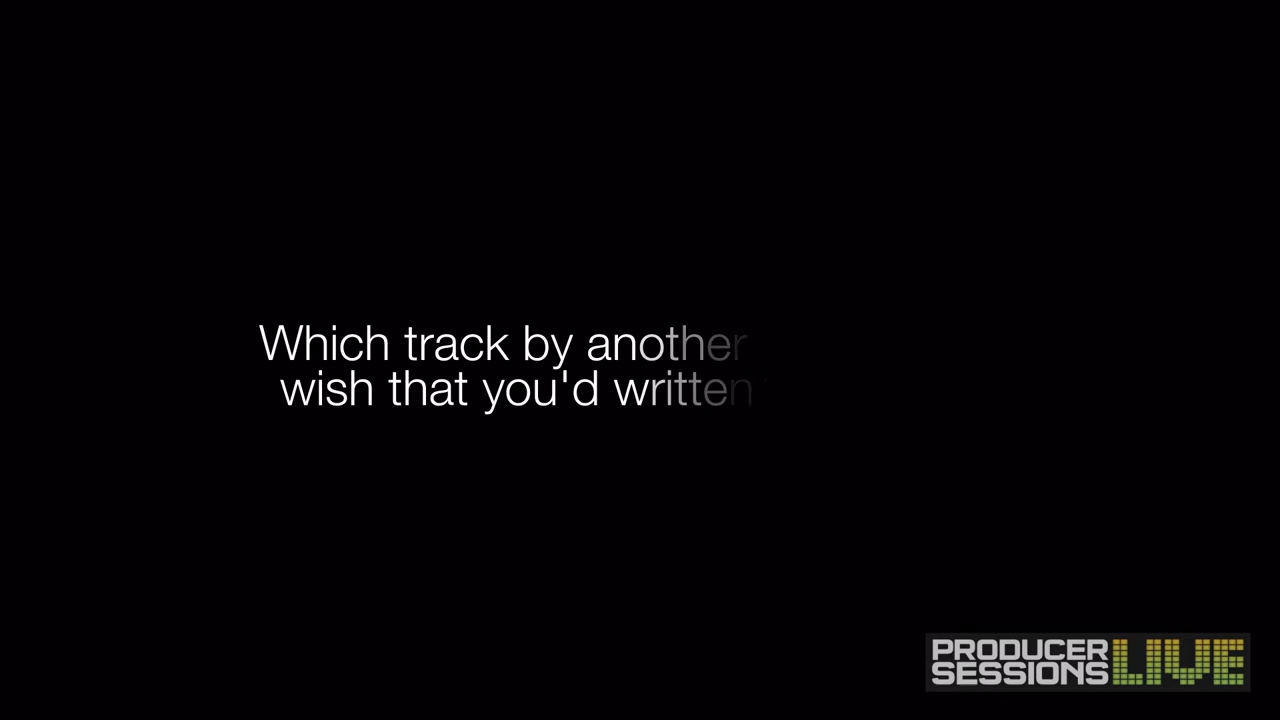 Which track by another
wish that you'd written
PRODUCER
SESSIONS LIVE